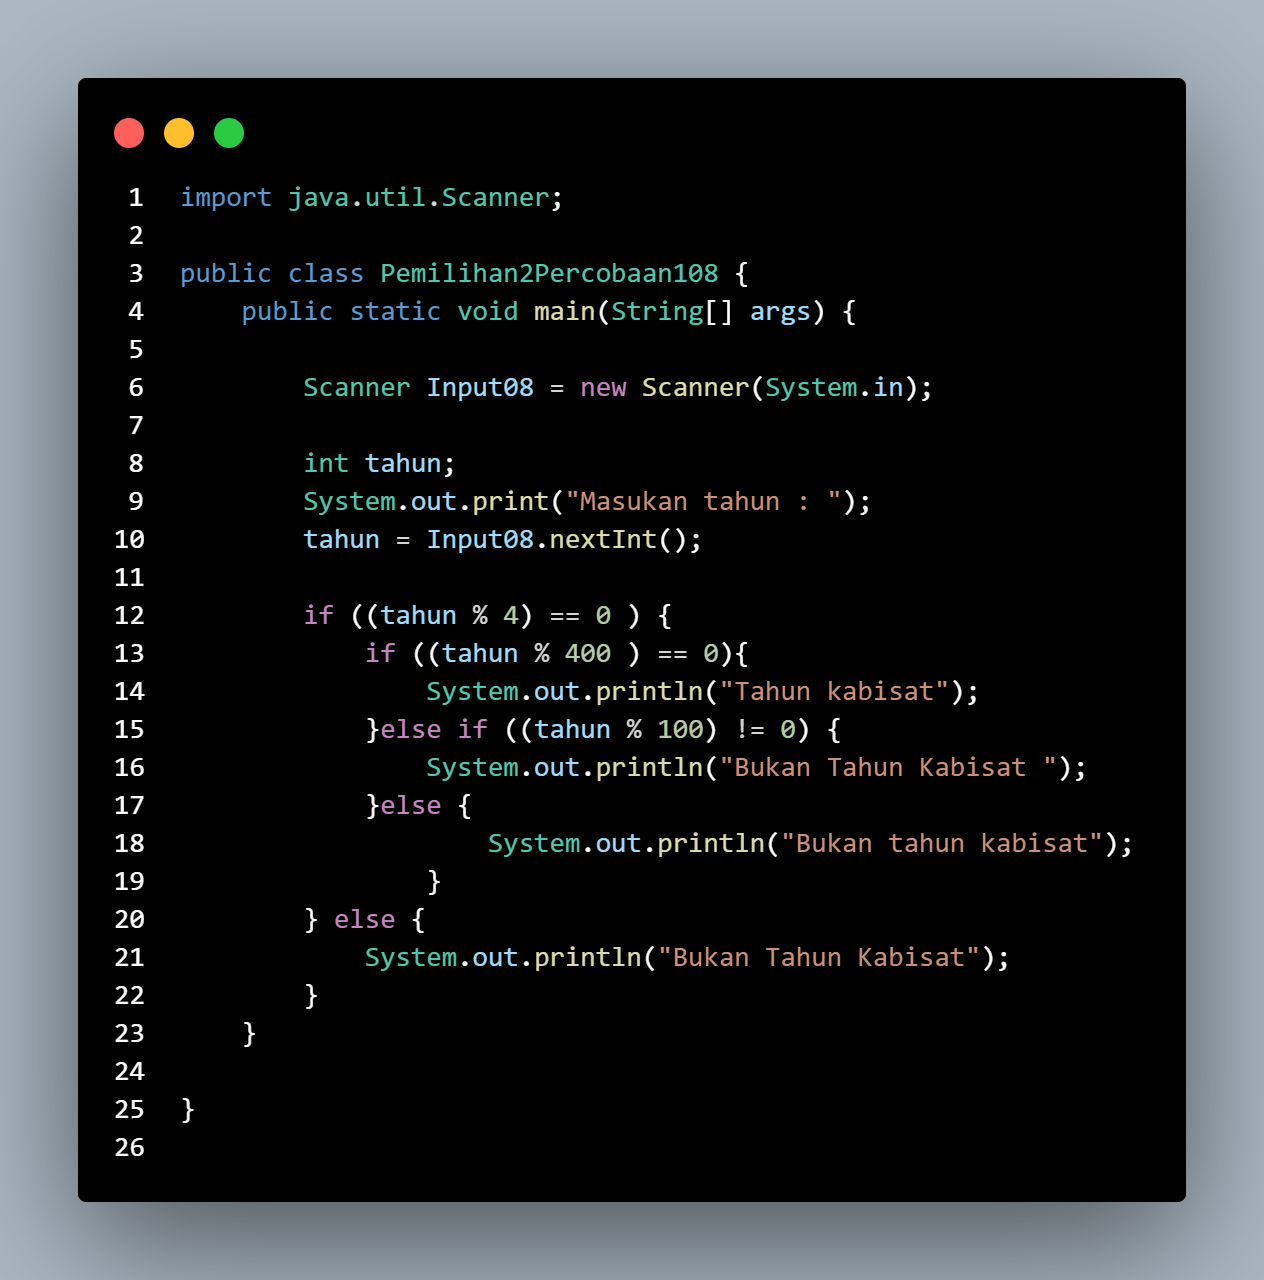 1 import java.util.Scanner;
2
3 public class Pemilihan2Percobaan108 {
4     public static void main(String[] args) {
5
6         Scanner Input08 = new Scanner(System.in);
7
8         int tahun;
9         System.out.print("Masukan tahun : ");
10         tahun = Input08.nextInt();
11
12         if ((tahun % 4) == 0 ) {
13             if ((tahun % 400 ) == 0){
14                 System.out.println("Tahun kabisat");
15             }else if ((tahun % 100) != 0) {
16                 System.out.println("Bukan Tahun Kabisat ");
17             }else {
18                     System.out.println("Bukan tahun kabisat");
19                 }
20         } else {
21             System.out.println("Bukan Tahun Kabisat");
22         }
23     }
24
25 }
26